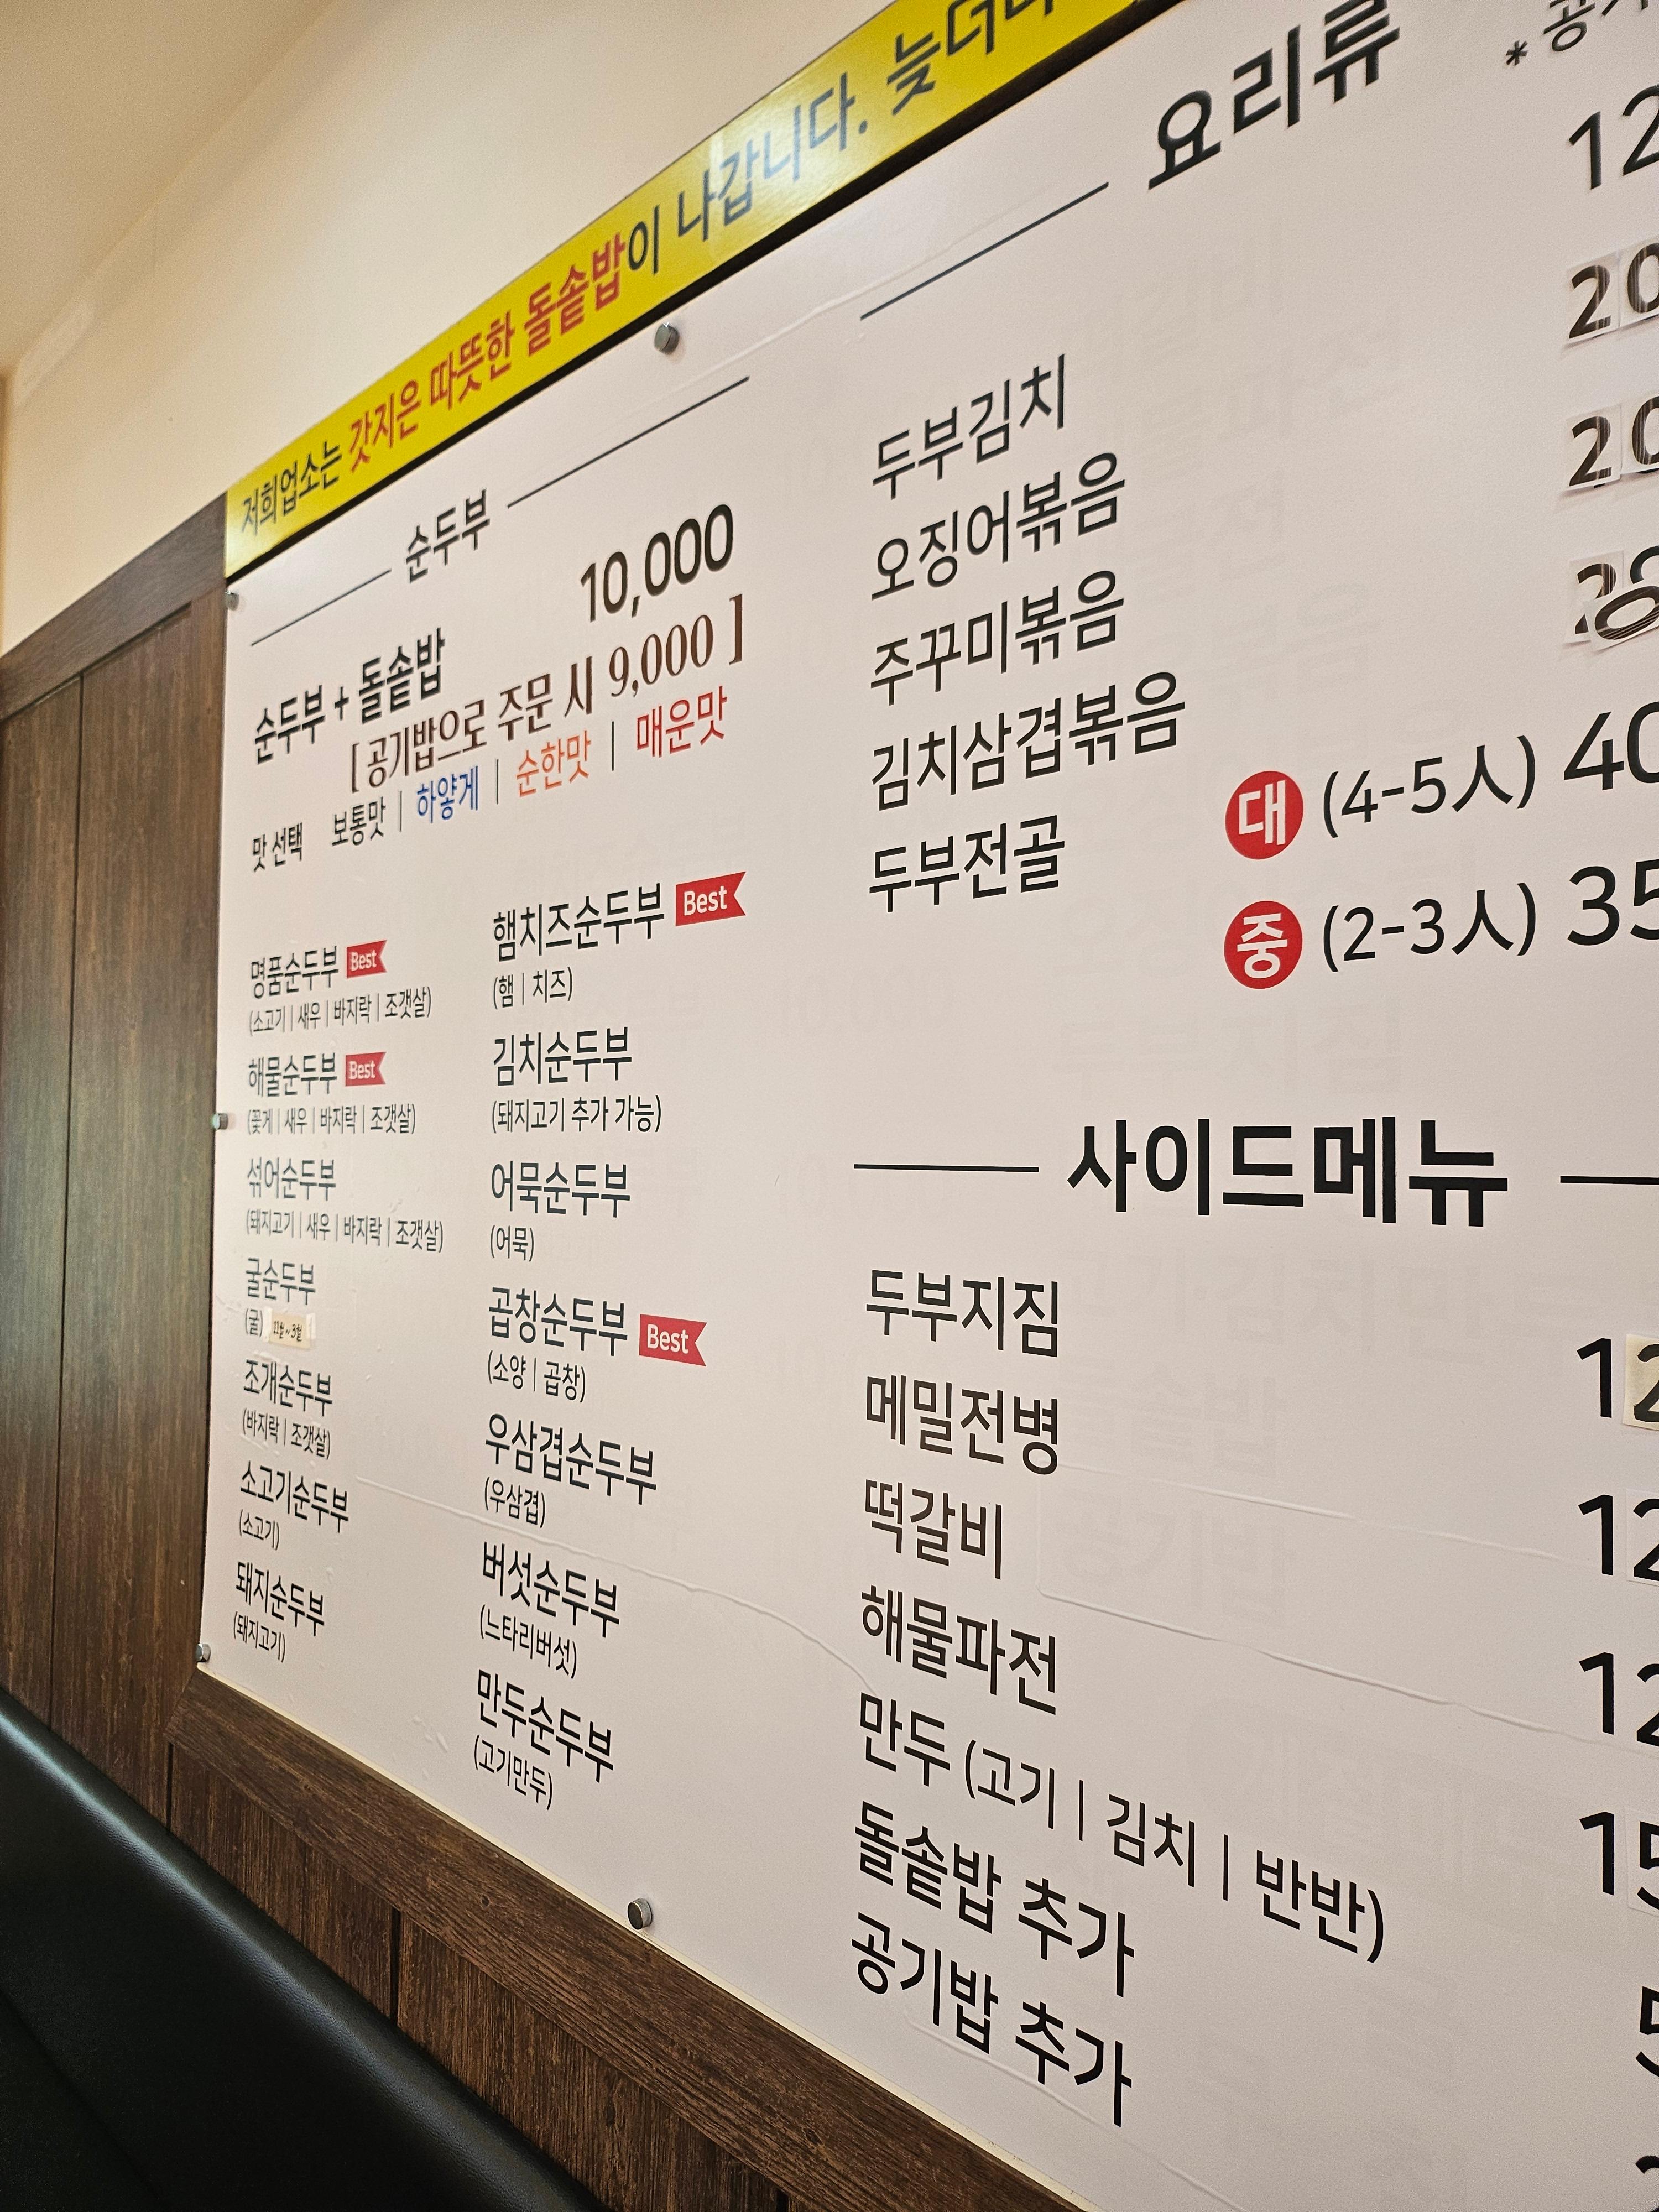 저희업소는 갓지은 따뜻한 돌솥밥이 나갑니다.
순두부
순두부 + 돌솥밥 10,000
[ 공기밥으로 주문 시 9,000 ]
맛 선택 보통맛 | 하얗게 | 순한맛 | 매운맛
명품순두부 Best
(소고기 | 새우 | 바지락 | 조갯살)
해물순두부 Best
(꽃게 | 새우 | 바지락 | 조갯살)
섞어순두부
(돼지고기 | 새우 | 바지락 | 조갯살)
굴순두부
(굴) 11월~3월
조개순두부
(바지락 | 조갯살)
소고기순두부
(소고기)
돼지순두부
(돼지고기)
햄치즈순두부 Best
(햄 | 치즈)
김치순두부
(돼지고기 추가 가능)
어묵순두부
(어묵)
곱창순두부 Best
(소양 | 곱창)
우삼겹순두부
(우삼겹)
버섯순두부
(느타리버섯)
만두순두부
(고기만두)
요리류
두부김치 12
오징어볶음 20
주꾸미볶음 20
김치삼겹볶음
두부전골 대 (4-5人) 40
중 (2-3人) 35
사이드메뉴
두부지짐 12
메밀전병 12
떡갈비 12
해물파전 15
만두 (고기 | 김치 | 반반)
돌솥밥 추가
공기밥 추가